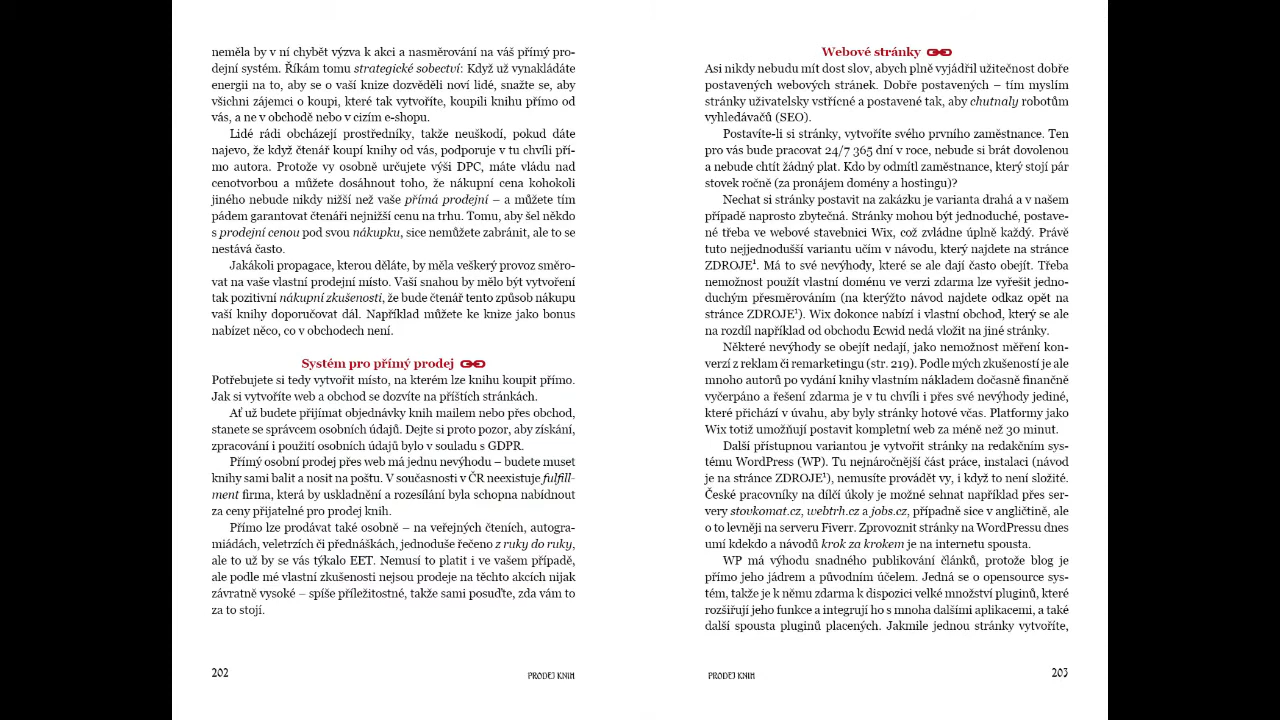 neměla by v ní chybět výzva k akci a nasměrování na váš přímý pro-
dejní systém. Říkám tomu strategické sobectví: Když už vynakládáte
energii na to, aby se o vaší knize dozvěděli noví lidé, snažte se, aby
všichni zájemci o koupi, které tak vytvoříte, koupili knihu přímo od
vás, a ne v obchodě nebo v cizím e-shopu.
Lidé rádi obcházejí prostředníky, takže neuškodí, pokud dáte
najevo, že když čtenář koupí knihy od vás, podporuje v tu chvíli pří-
mo autora. Protože vy osobně určujete výši DPC, máte vládu nad
cenotvorbou a můžete dosáhnout toho, že nákupní cena kohokoli
jiného nebude nikdy nižší než vaše přímá prodejní – a můžete tím
pádem garantovat čtenáři nejnižší cenu na trhu. Tomu, aby šel někdo
s prodejní cenou pod svou nákupku, sice nemůžete zabránit, ale to se
nestává často.
Jakákoli propagace, kterou děláte, by měla veškerý provoz směro-
vat na vaše vlastní prodejní místo. Vaší snahou by mělo být vytvoření
tak pozitivní nákupní zkušenosti, že bude čtenář tento způsob nákupu
vaší knihy doporučovat dál. Například můžete ke knize jako bonus
nabízet něco, co v obchodech není.
Systém pro přímý prodej
Potřebujete si tedy vytvořit místo, na kterém lze knihu koupit přímo.
Jak si vytvoříte web a obchod se dozvíte na příštích stránkách.
Ať už budete přijímat objednávky knih mailem nebo přes obchod,
stanete se správcem osobních údajů. Dejte si proto pozor, aby získání,
zpracování i použití osobních údajů bylo v souladu s GDPR.
Přímý osobní prodej přes web má jednu nevýhodu – budete muset
knihy sami balit a nosit na poštu. V současnosti v ČR neexistuje fulfill-
ment firma, která by uskladnění a rozesílání byla schopna nabídnout
za ceny přijatelné pro prodej knih.
Přímo lze prodávat také osobně – na veřejných čteních, autogra-
miádách, veletrzích či přednáškách, jednoduše řečeno z ruky do ruky,
ale to už by se vás týkalo EET. Nemusí to platit i ve vašem případě,
ale podle mé vlastní zkušenosti nejsou prodeje na těchto akcích nijak
závratně vysoké – spíše příležitostné, takže sami posuďte, zda vám to
za to stojí.
202
PRODEJ KNIH
Webové stránky
Asi nikdy nebudu mít dost slov, abych plně vyjádřil užitečnost dobře
postavených webových stránek. Dobře postavených – tím myslím
stránky uživatelsky vstřícné a postavené tak, aby chutnaly robotům
vyhledávačů (SEO).
Postavíte-li si stránky, vytvoříte svého prvního zaměstnance. Ten
pro vás bude pracovat 24/7 365 dní v roce, nebude si brát dovolenou
a nebude chtít žádný plat. Kdo by odmítl zaměstnance, který stojí pár
stovek ročně (za pronájem domény a hostingu)?
Nechat si stránky postavit na zakázku je varianta drahá a v našem
případě naprosto zbytečná. Stránky mohou být jednoduché, postave-
né třeba ve webové stavebnici Wix, což zvládne úplně každý. Právě
tuto nejjednodušší variantu učím v návodu, který najdete na stránce
ZDROJE¹. Má to své nevýhody, které se ale dají často obejít. Třeba
nemožnost použít vlastní doménu ve verzi zdarma lze vyřešit jedno-
duchým přesměrováním (na kterýžto návod najdete odkaz opět na
stránce ZDROJE¹). Wix dokonce nabízí i vlastní obchod, který se ale
na rozdíl například od obchodu Ecwid nedá vložit na jiné stránky.
Některé nevýhody se obejít nedají, jako nemožnost měření kon-
verzí z reklam či remarketingu (str. 219). Podle mých zkušeností je ale
mnoho autorů po vydání knihy vlastním nákladem dočasně finančně
vyčerpáno a řešení zdarma je v tu chvíli i přes své nevýhody jediné,
které přichází v úvahu, aby byly stránky hotové včas. Platformy jako
Wix totiž umožňují postavit kompletní web za méně než 30 minut.
Další přístupnou variantou je vytvořit stránky na redakčním sys-
tému WordPress (WP). Tu nejnáročnější část práce, instalaci (návod
je na stránce ZDROJE¹), nemusíte provádět vy, i když to není složité.
České pracovníky na dílčí úkoly je možné sehnat například přes ser-
very stovkomat.cz, webtrh.cz a jobs.cz, případně sice v angličtině, ale
o to levněji na serveru Fiverr. Zprovoznit stránky na WordPressu dnes
umí kdekdo a návodů krok za krokem je na internetu spousta.
WP má výhodu snadného publikování článků, protože blog je
přímo jeho jádrem a původním účelem. Jedná se o opensource sys-
tém, takže je k němu zdarma k dispozici velké množství pluginů, které
rozšiřují jeho funkce a integrují ho s mnoha dalšími aplikacemi, a také
další spousta pluginů placených. Jakmile jednou stránky vytvoříte,
PRODEJ KNIH
203